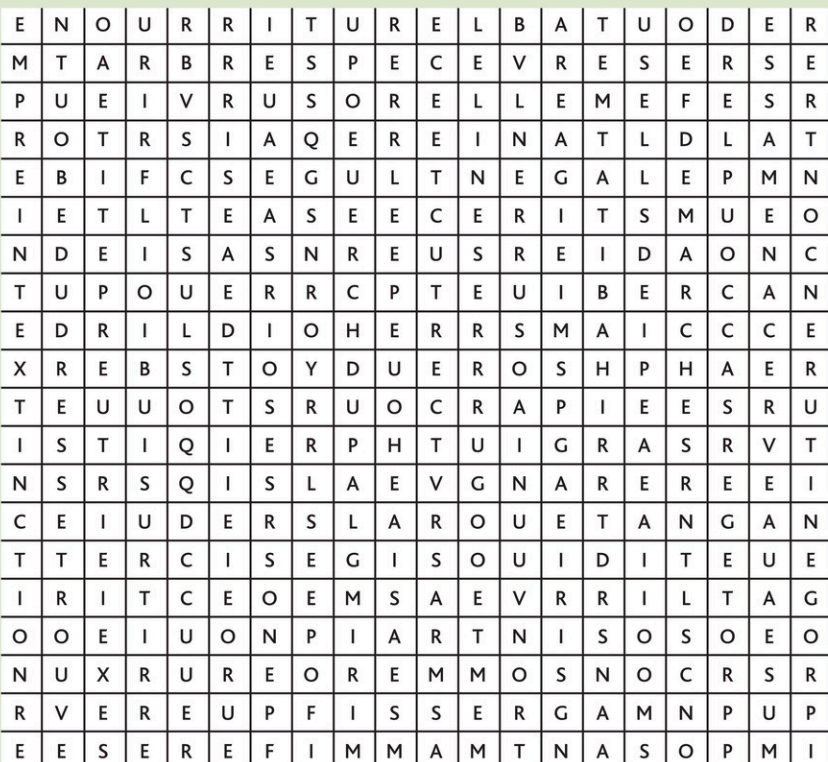 E N O U R R I T U R E L B A T U O D E R
M T A R B R E S P E C E V R E S E R S E
P U E I V R U S O R E L L E M E F E S R
R O T R S I A Q E R E I N A T L D L A T
E B I F C S E G U L T N E G A L E P M N
I E T L T E A S E E C E R I T S M U E O
N D E I S A S N R E U S R E I D A O N C
T U P O U E R R C P T E U I B E R C A N
E D R I L D I O H E R R S M A I C C C E
X R E B S T O Y D U E R O S H P H A E R
T E U U O T S R U O C R A P I E E S R U
I S T I Q I E R P H T U I G R A S R V T
N S R S Q I S L A E V G N A R E R E E I
C E I U D E R S L A R O U E T A N G A N
T T E R C I S E G I S O U I D I T E U E
I R I T C E O E M S A E V R R I L T A G
O O E I U O N P I A R T N I S O S O E O
N U X R U R E O R E M M O S N O C R S R
R V E R E U P F I S S E R G A M N P U P
E E S E R E F I M M A M T N A S O P M I